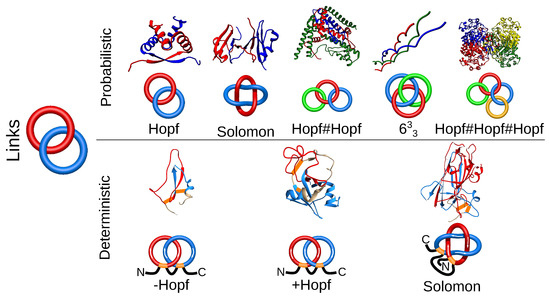 Links
Probabilistic
Hopf
Solomon
Hopf#Hopf
6³₃
Hopf#Hopf#Hopf
Deterministic
N C
-Hopf
N C
+Hopf
C
N
Solomon